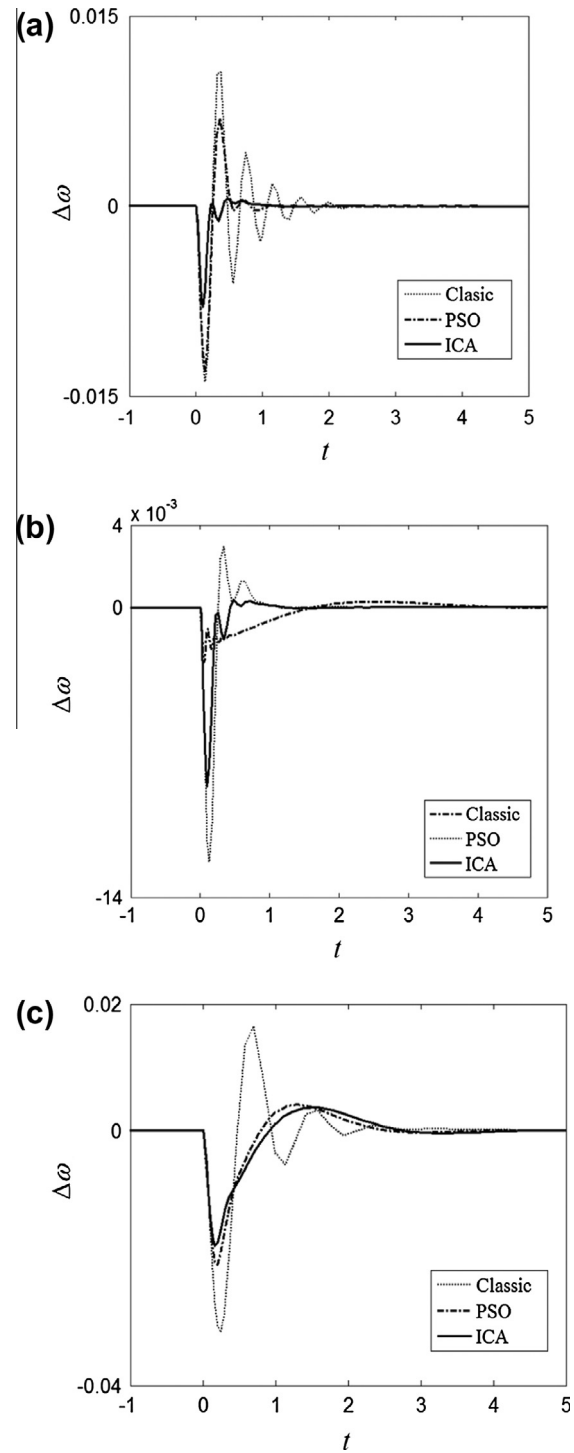 (a)
0.015
0
-0.015
Δω
Clasic
PSO
ICA
-1 0 1 2 3 4 5
t
(b)
4 x 10⁻³
0
-14
Δω
Classic
PSO
ICA
-1 0 1 2 3 4 5
t
(c)
0.02
0
-0.04
Δω
Classic
PSO
ICA
-1 0 1 2 3 4 5
t